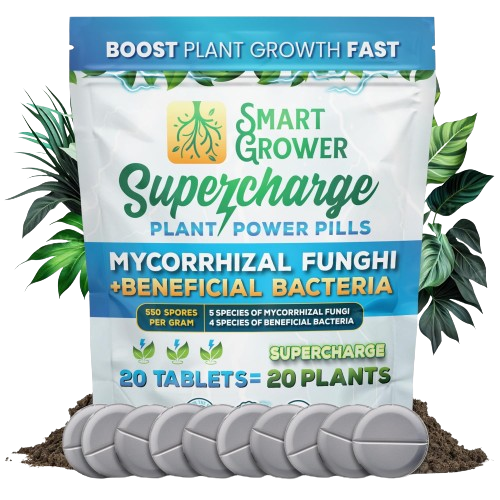 BOOST PLANT GROWTH FAST
SMART
GROWER
Supercharge
PLANT POWER PILLS
MYCORRHIZAL FUNGHI
+BENEFICIAL BACTERIA
550 SPORES
PER GRAM
5 SPECIES OF MYCORRHIZAL FUNGI
4 SPECIES OF BENEFICIAL BACTERIA
SUPERCHARGE
20 TABLETS= 20 PLANTS